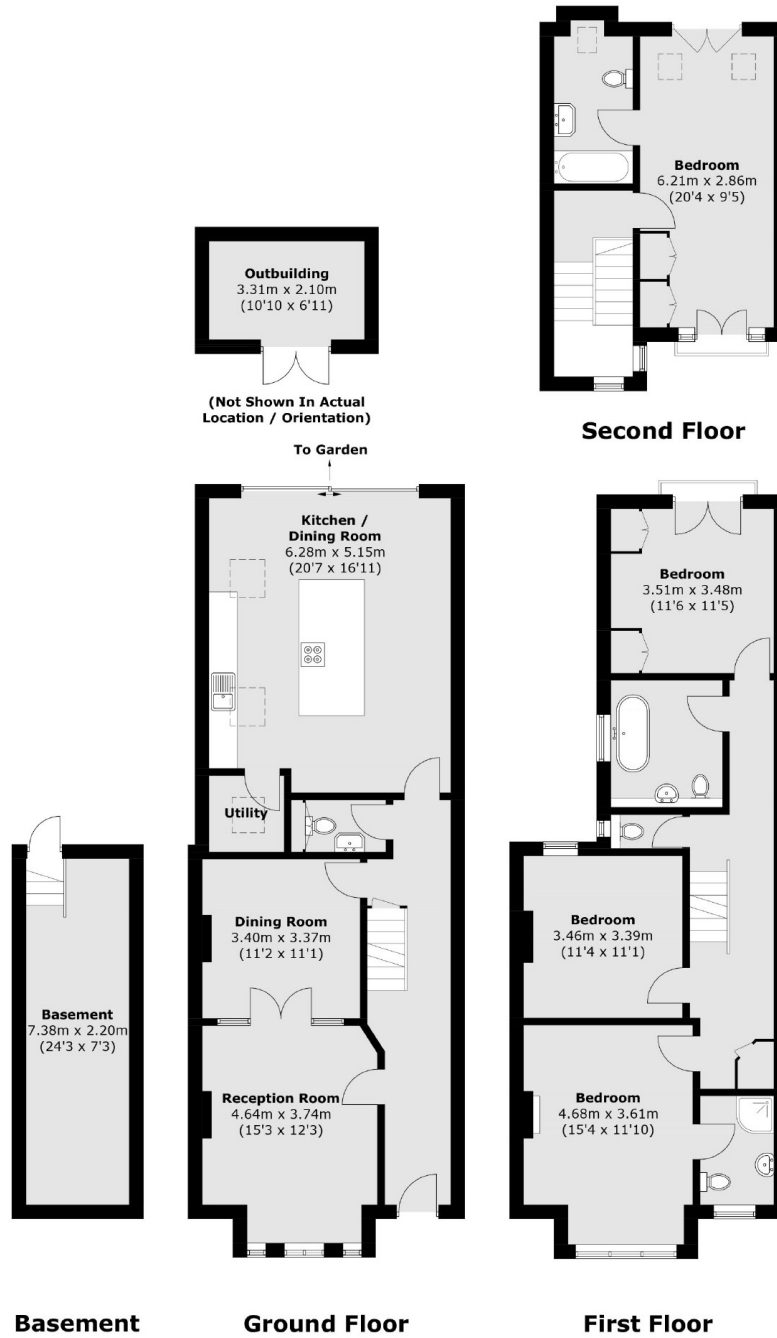 Bedroom
6.21m x 2.86m
(20'4 x 9'5)
Second Floor
Outbuilding
3.31m x 2.10m
(10'10 x 6'11)
(Not Shown In Actual
Location / Orientation)
To Garden
Kitchen /
Dining Room
6.28m x 5.15m
(20'7 x 16'11)
Utility
Dining Room
3.40m x 3.37m
(11'2 x 11'1)
Reception Room
4.64m x 3.74m
(15'3 x 12'3)
Bedroom
3.51m x 3.48m
(11'6 x 11'5)
Bedroom
3.46m x 3.39m
(11'4 x 11'1)
Bedroom
4.68m x 3.61m
(15'4 x 11'10)
Basement
7.38m x 2.20m
(24'3 x 7'3)
Basement
Ground Floor
First Floor